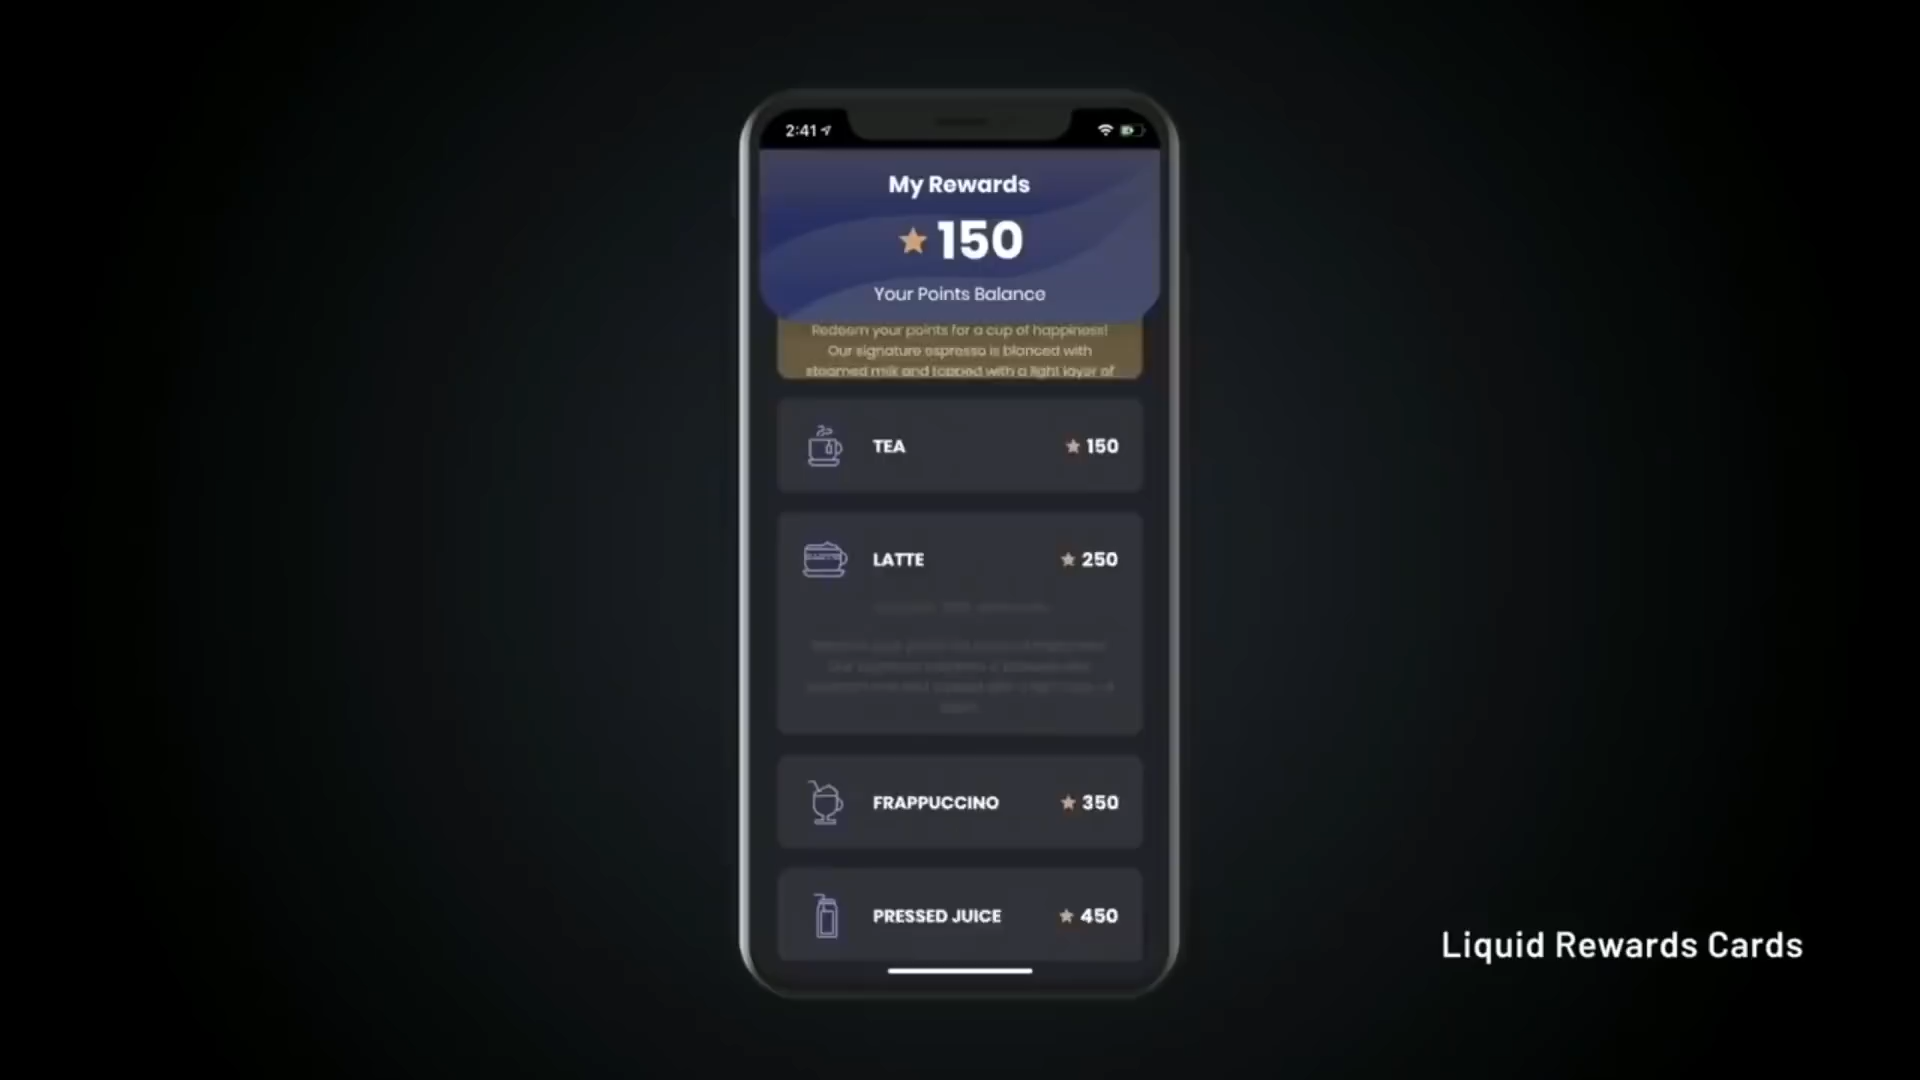 2:41
My Rewards
150
Your Points Balance
Redeem your points for a cup of happiness!
Our signature espresso is blanced with
steamed milk and topped with a light layer of
TEA
150
LATTE
250
FRAPPUCCINO
350
PRESSED JUICE
450
Liquid Rewards Cards